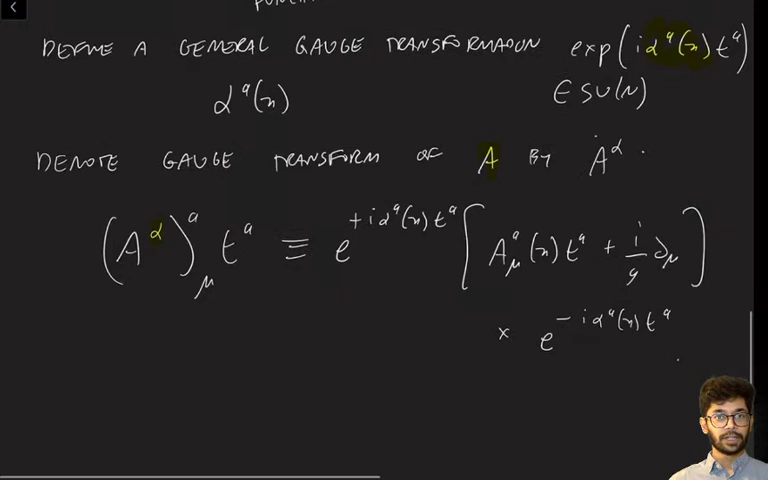 DEFINE A GENERAL GAUGE TRANSFORMATION exp(iα^a(x)t^a)
α^a(x) ∈ SU(N)
DENOTE GAUGE TRANSFORM OF A BY A^α.
(A^α)^a_μ t^a ≡ e^{+iα^a(x)t^a} [A^a_μ(x)t^a + i/g ∂_μ]
× e^{-iα^a(x)t^a}